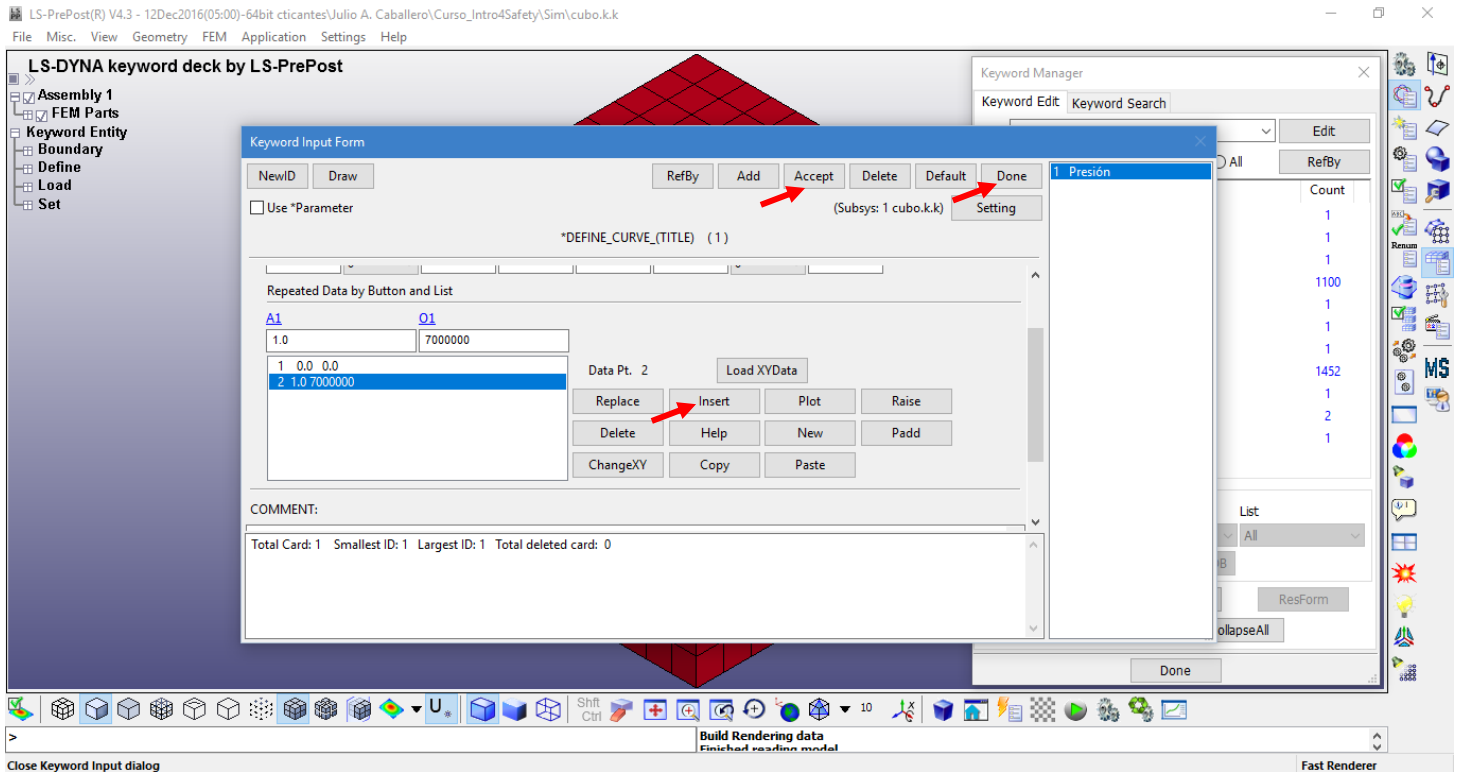 LS-PrePost(R) V4.3 - 12Dec2016(05:00)-64bit cticantes\Julio A. Caballero\Curso_Intro4Safety\Sim\cubo.k.k
File Misc. View Geometry FEM Application Settings Help
LS-DYNA keyword deck by LS-PrePost
Assembly 1
FEM Parts
Keyword Entity
Boundary
Define
Load
Set
Keyword Manager
Keyword Edit Keyword Search
Edit
All RefBy
Count
1
1
1
1100
1
1
1
1452
1
2
1
List
All
ResForm
ollapseAll
Done
Keyword Input Form
NewID Draw RefBy Add Accept Delete Default Done
1 Presión
Use *Parameter (Subsys: 1 cubo.k.k) Setting
*DEFINE_CURVE_(TITLE) (1)
Repeated Data by Button and List
A1 O1
1.0 7000000
1 0.0 0.0
2 1.0 7000000
Data Pt. 2 Load XYData
Replace Insert Plot Raise
Delete Help New Padd
ChangeXY Copy Paste
COMMENT:
Total Card: 1 Smallest ID: 1 Largest ID: 1 Total deleted card: 0
Renum
MS
U
Shft
Ctrl
10
>
Build Rendering data
Finished reading model
Close Keyword Input dialog
Fast Renderer